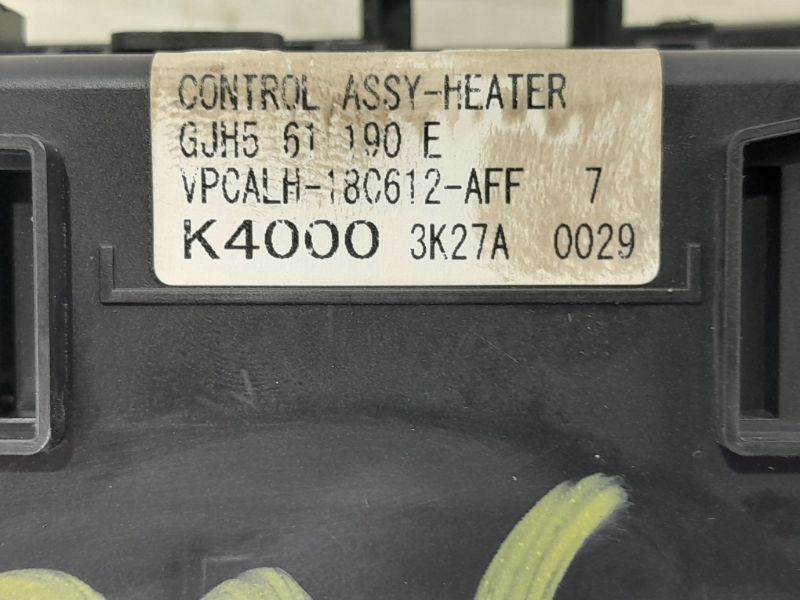 CONTROL ASSY-HEATER
GJH5 61 190 E
VPCALH-18C612-AFF 7
K4000 3K27A 0029